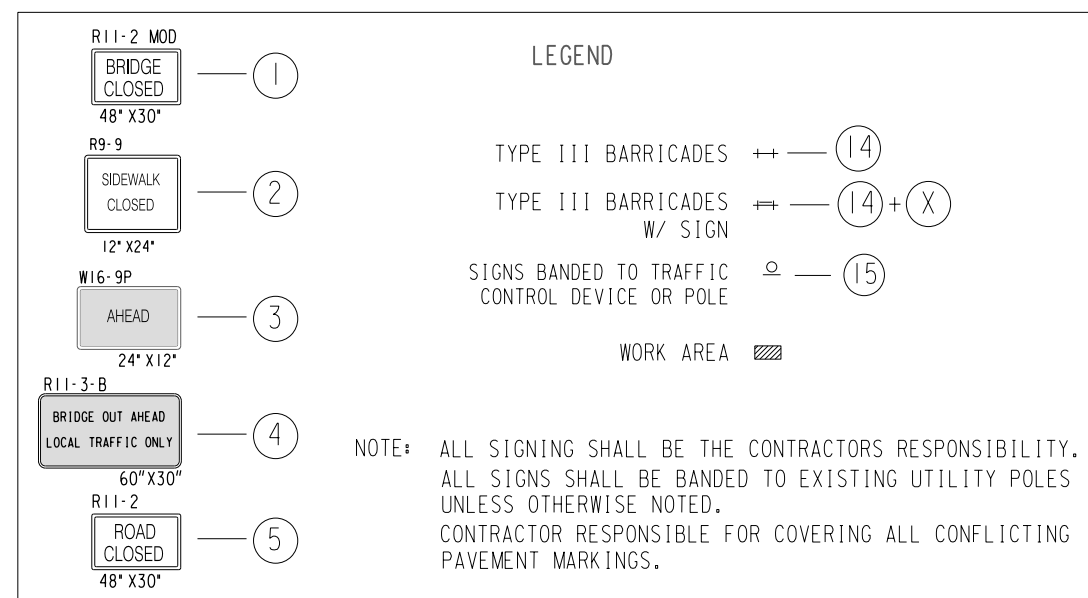 R11-2 MOD
BRIDGE
CLOSED
48" X30"
1
R9-9
SIDEWALK
CLOSED
12" X24"
2
W16-9P
AHEAD
24" X12"
3
R11-3-B
BRIDGE OUT AHEAD
LOCAL TRAFFIC ONLY
60"X30"
4
R11-2
ROAD
CLOSED
48" X30"
5
LEGEND
TYPE III BARRICADES 14
TYPE III BARRICADES 14 + X
W/ SIGN
SIGNS BANDED TO TRAFFIC 15
CONTROL DEVICE OR POLE
WORK AREA
NOTE: ALL SIGNING SHALL BE THE CONTRACTORS RESPONSIBILITY.
ALL SIGNS SHALL BE BANDED TO EXISTING UTILITY POLES
UNLESS OTHERWISE NOTED.
CONTRACTOR RESPONSIBLE FOR COVERING ALL CONFLICTING
PAVEMENT MARKINGS.